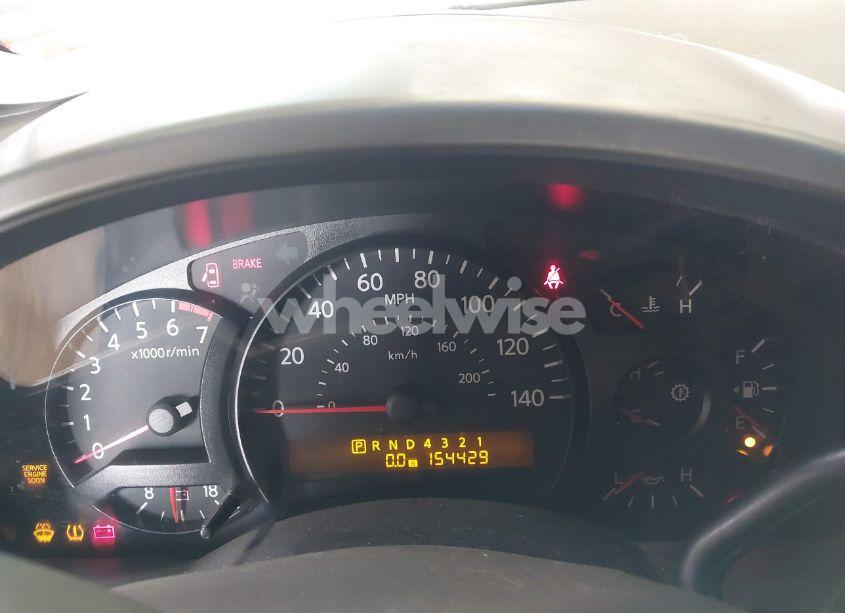 BRAKE
SERVICE
ENGINE
SOON
0 1 2 3 4 5 6 7
x1000r/min
8 18
0 20 40 60 80 100 120 140
MPH
0 40 80 120 160 200
km/h
wheelwise
P R N D 4 3 2 1
0.0 154429
C H
H
F
E
L H